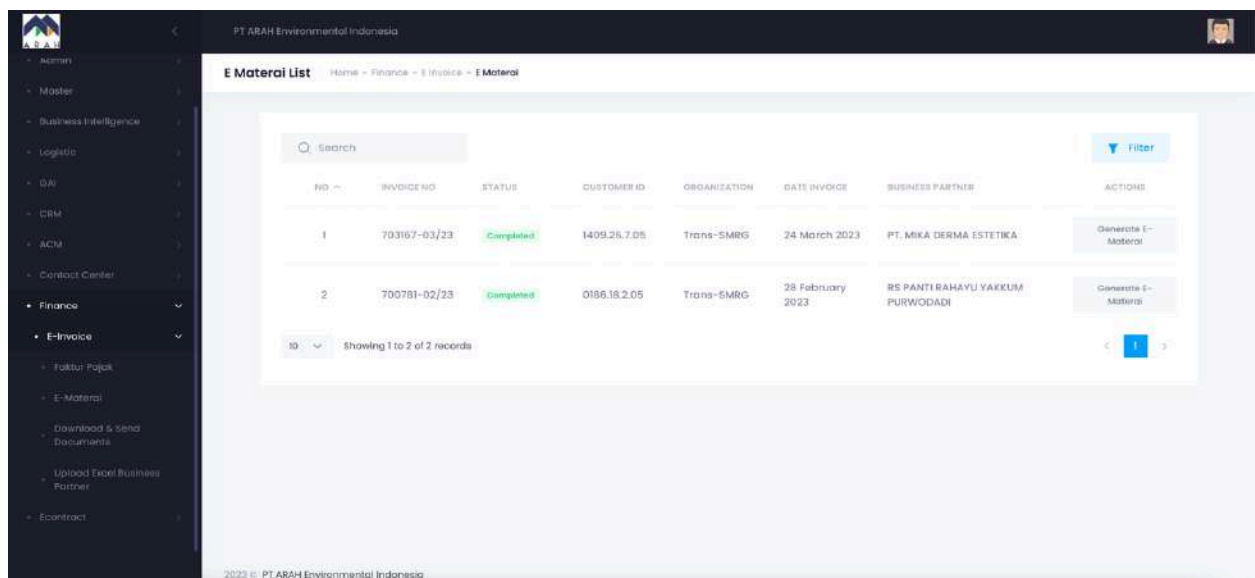 ARAH
PT ARAH Environmental Indonesia
Admin
Master
Business Intelligence
Logistic
CRM
ACM
Contact Center
Finance
E-Invoice
Faktur Pajak
E-Materai
Download & Send
Documents
Upload Excel Business
Partner
Econtract
E Materai List Home - Finance - E Invoice - E Materai
Search
Filter
NO INVOICE NO STATUS CUSTOMER ID ORGANIZATION DATE INVOICE BUSINESS PARTNER ACTIONS
1 703167-03/23 Completed 1409.26.7.05 Trans-SMRG 24 March 2023 PT. MIKA DERMA ESTETIKA Generate E-
Materai
2 700781-02/23 Completed 0186.18.2.05 Trans-SMRG 28 February
2023 RS PANTI RAHAYU YAKKUM
PURWODADI Generate E-
Materai
10 Showing 1 to 2 of 2 records
1
2023 © PT ARAH Environmental Indonesia